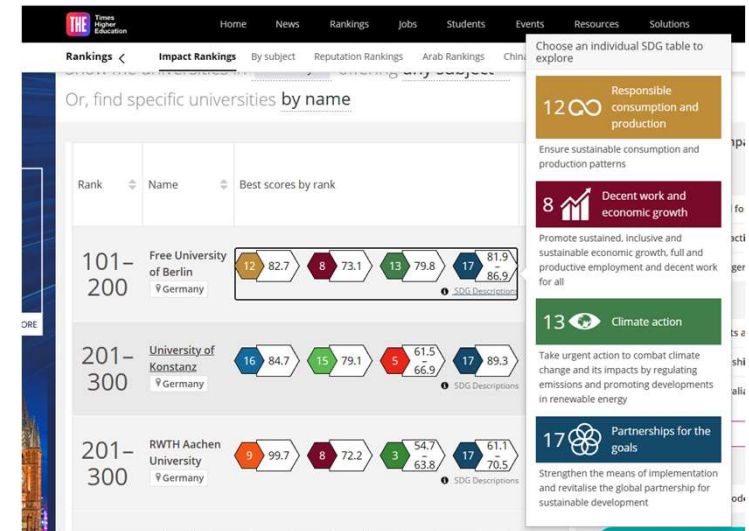 THE
Times
Higher
Education
Home News Rankings Jobs Students Events Resources Solutions
Rankings Impact Rankings By subject Reputation Rankings Arab Rankings
Or, find specific universities by name
Rank Name Best scores by rank
101–
200
Free University
of Berlin
Germany
12 82.7 8 73.1 13 79.8 17 81.9
–
86.9
SDG Descriptions
201–
300
University of
Konstanz
Germany
16 84.7 15 79.1 5 61.5
–
66.9 17 89.3
SDG Descriptions
201–
300
RWTH Aachen
University
Germany
9 99.7 8 72.2 3 54.7
–
63.8 17 61.1
–
70.5
SDG Descriptions
Choose an individual SDG table to
explore
12 Responsible
consumption and
production
Ensure sustainable consumption and
production patterns
8 Decent work and
economic growth
Promote sustained, inclusive and
sustainable economic growth, full and
productive employment and decent work
for all
13 Climate action
Take urgent action to combat climate
change and its impacts by regulating
emissions and promoting developments
in renewable energy
17 Partnerships for the
goals
Strengthen the means of implementation
and revitalise the global partnership for
sustainable development